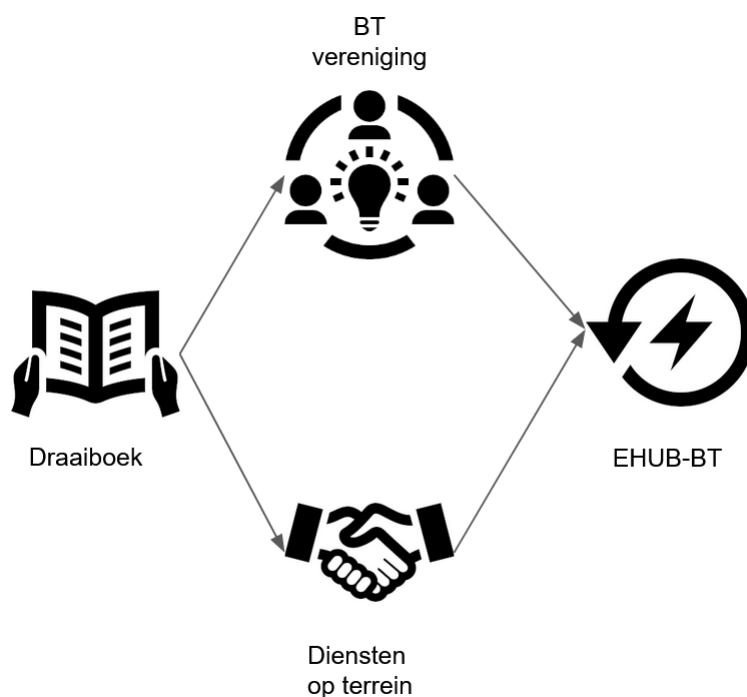 BT
vereniging
Draaiboek
EHUB-BT
Diensten
op terrein